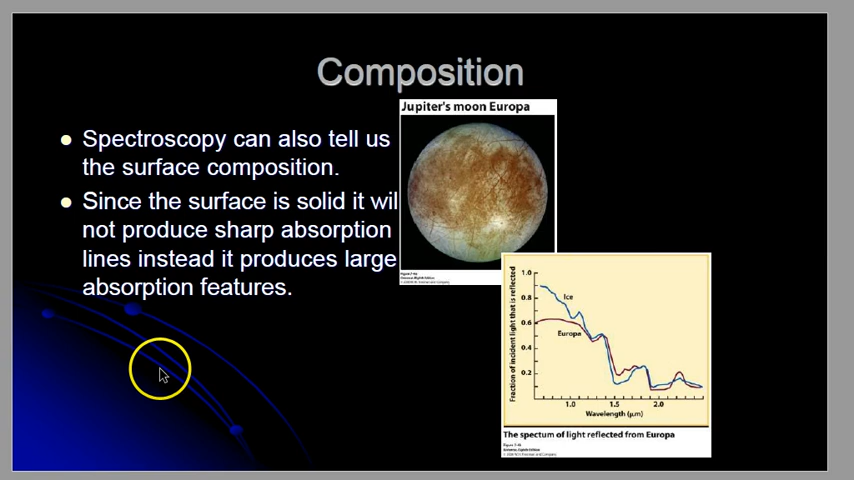 Composition
Jupiter's moon Europa
Spectroscopy can also tell us
the surface composition.
Since the surface is solid it wil
not produce sharp absorption
lines instead it produces large
absorption features.
Fraction of incident light that is reflected
1.0
0.8
0.6
0.4
0.2
Ice
Europa
1.0 1.5 2.0
Wavelength (μm)
The spectum of light reflected from Europa